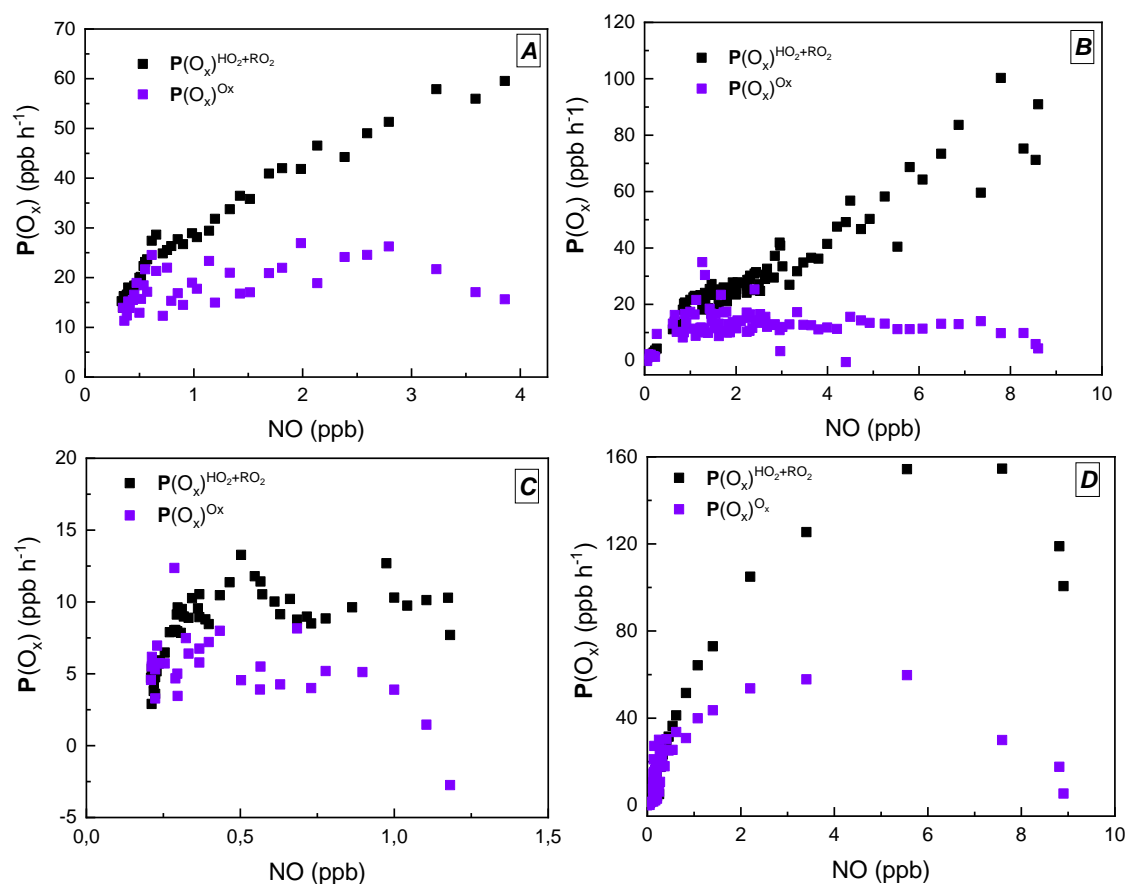 A
P(Oₓ)^HO₂+RO₂
P(Oₓ)^Ox
P(Oₓ) (ppb h⁻¹)
70
60
50
40
30
20
10
0
0 1 2 3 4
NO (ppb)
B
P(Oₓ)^HO₂+RO₂
P(Oₓ)^Ox
P(Oₓ) (ppb h⁻1)
120
100
80
60
40
20
0
0 2 4 6 8 10
NO (ppb)
C
P(Oₓ)^HO₂+RO₂
P(Oₓ)^Ox
P(Oₓ) (ppb h⁻¹)
20
15
10
5
0
-5
0,0 0,5 1,0 1,5
NO (ppb)
D
P(Oₓ)^HO₂+RO₂
P(Oₓ)^Oₓ
P(Oₓ) (ppb h⁻¹)
160
120
80
40
0
0 2 4 6 8 10
NO (ppb)